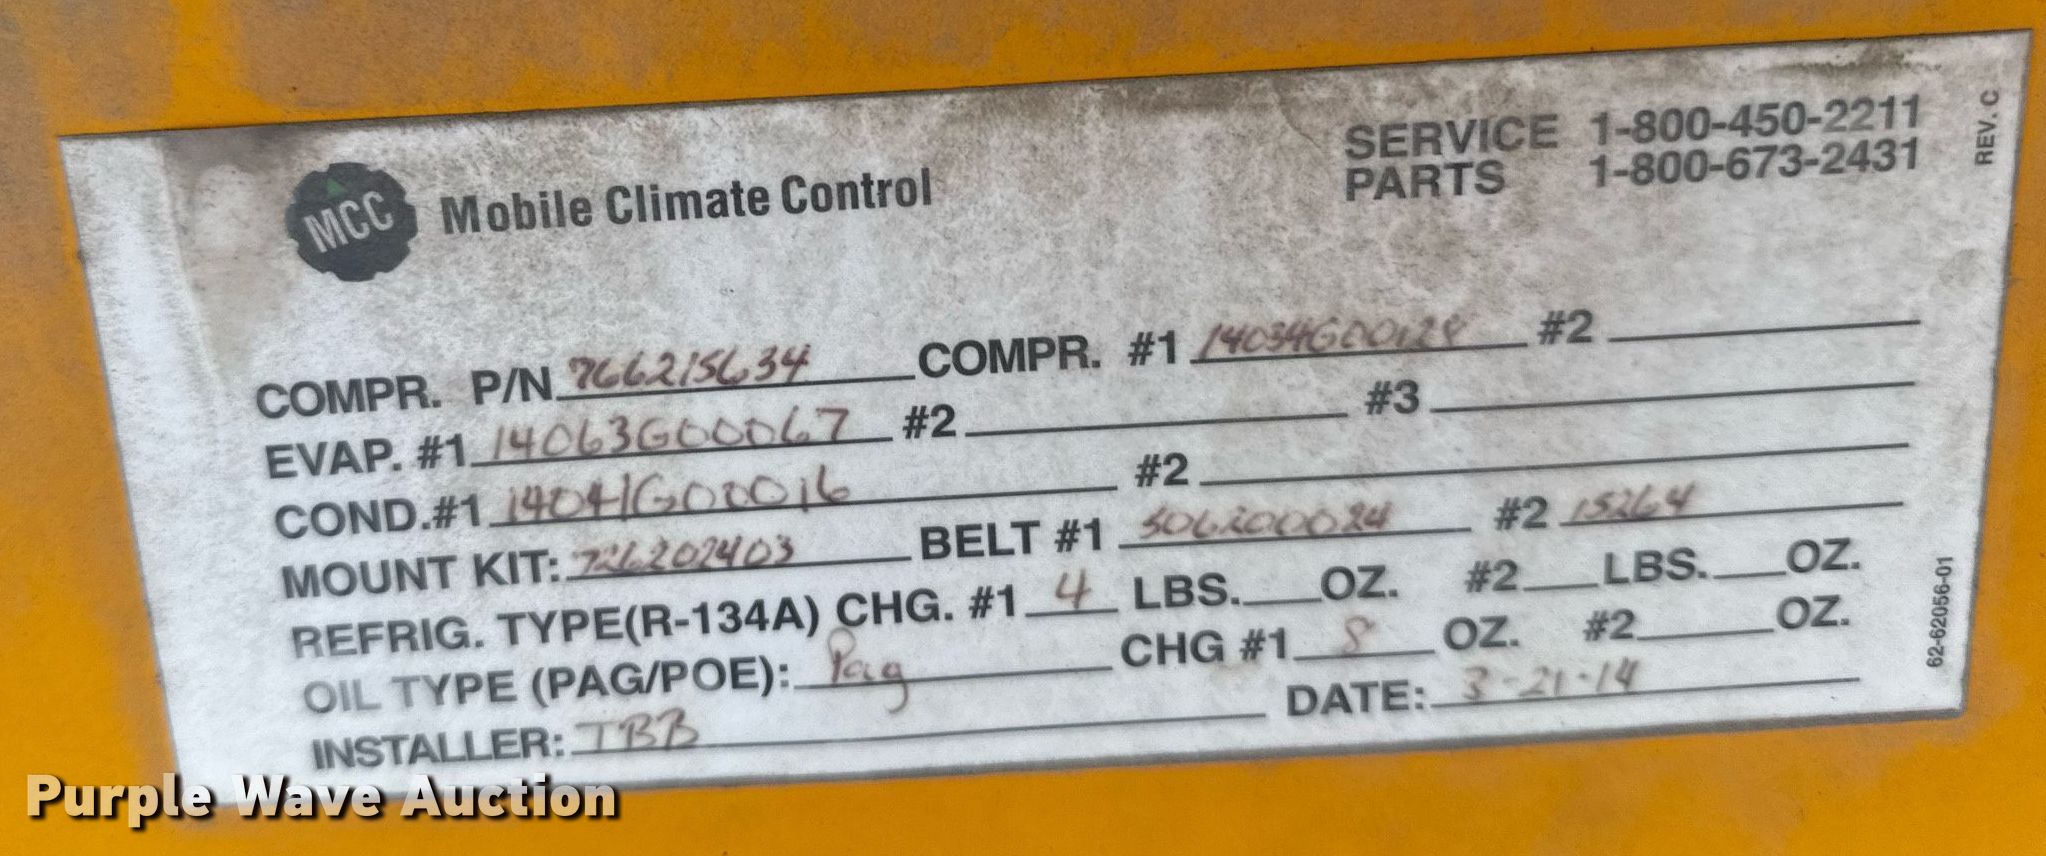 MCC Mobile Climate Control
SERVICE 1-800-450-2211
PARTS 1-800-673-2431
REV. C
COMPR. P/N 766215634 COMPR. #1 14034G00128 #2
EVAP. #1 14063G00067 #2 #3
COND.#1 14041G00016 #2
MOUNT KIT: 726202403 BELT #1 506200024 #2 15264
REFRIG. TYPE(R-134A) CHG. #1 4 LBS. OZ. #2 LBS. OZ.
OIL TYPE (PAG/POE): Pag CHG #1 8 OZ. #2 OZ.
INSTALLER: TBB DATE: 3-21-14
62-62056-01
Purple Wave Auction